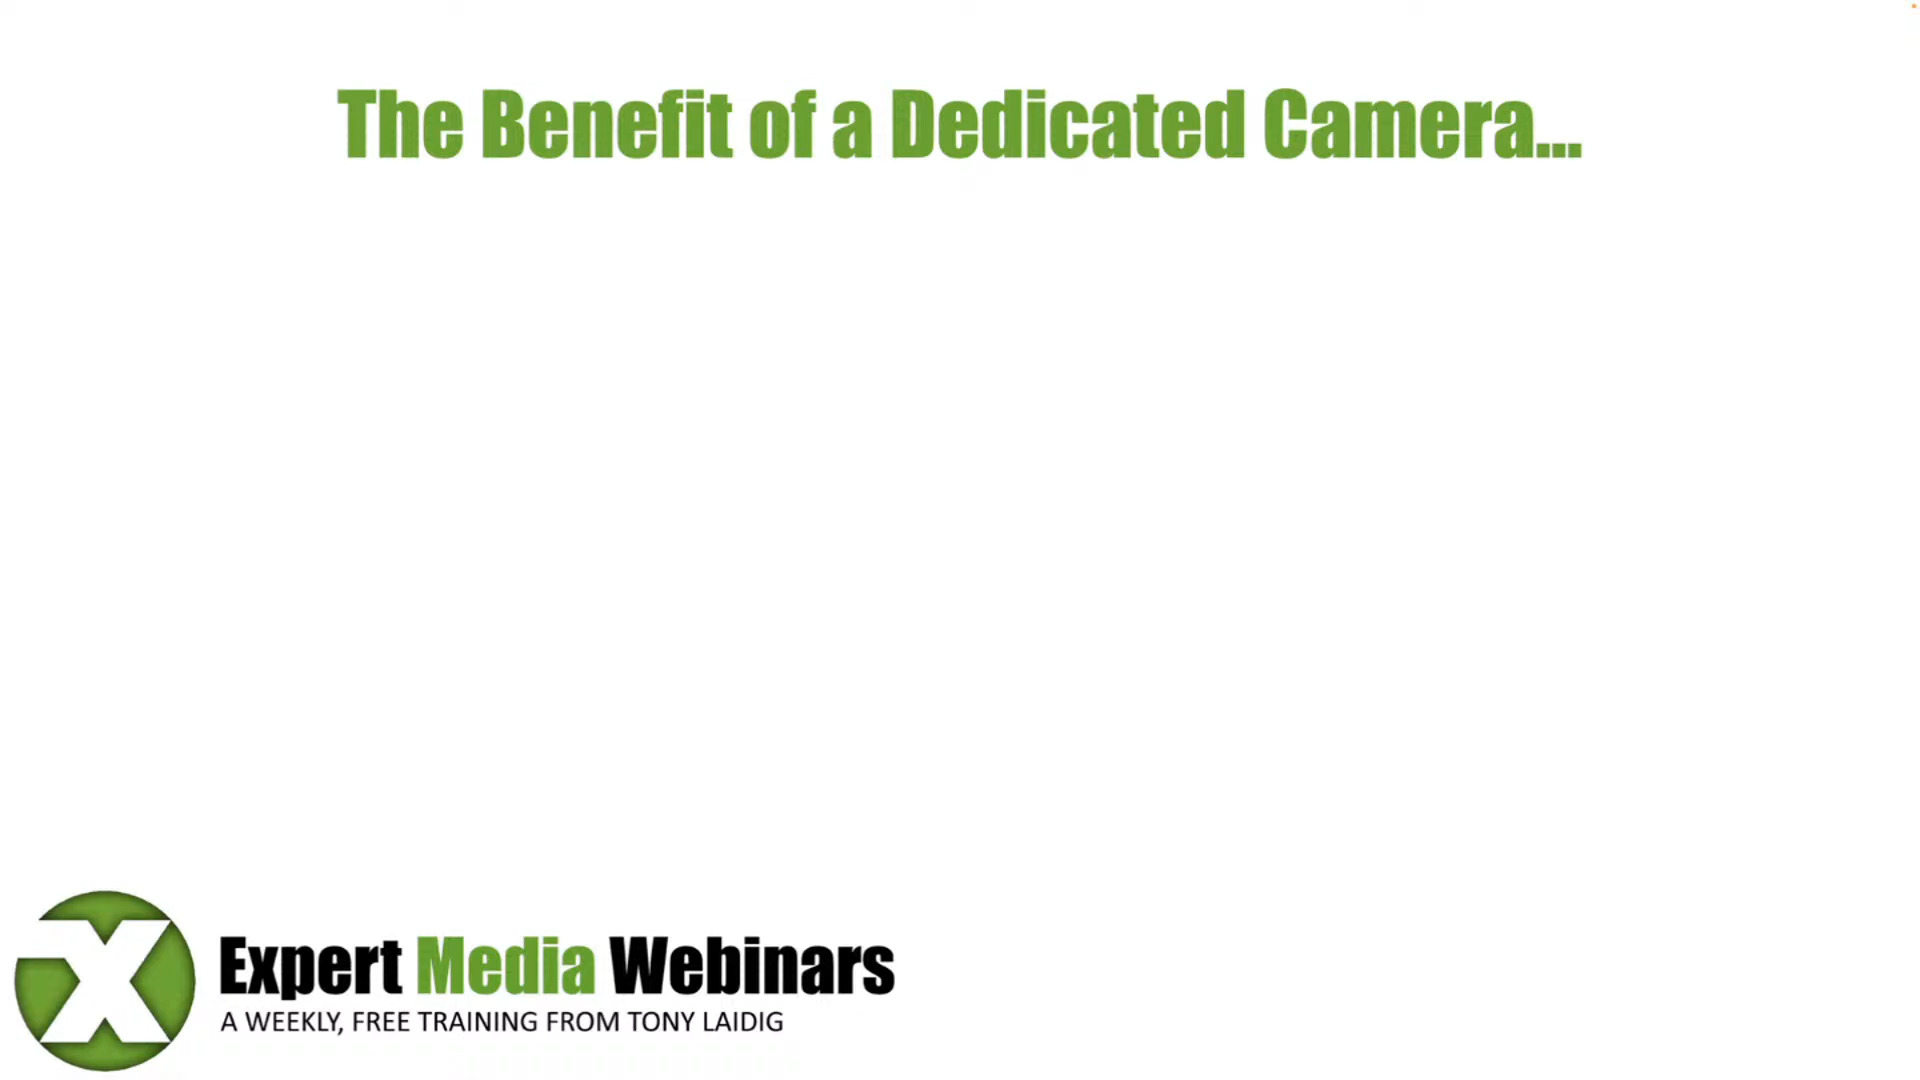 The Benefit of a Dedicated Camera...
Expert Media Webinars
A WEEKLY, FREE TRAINING FROM TONY LAIDIG